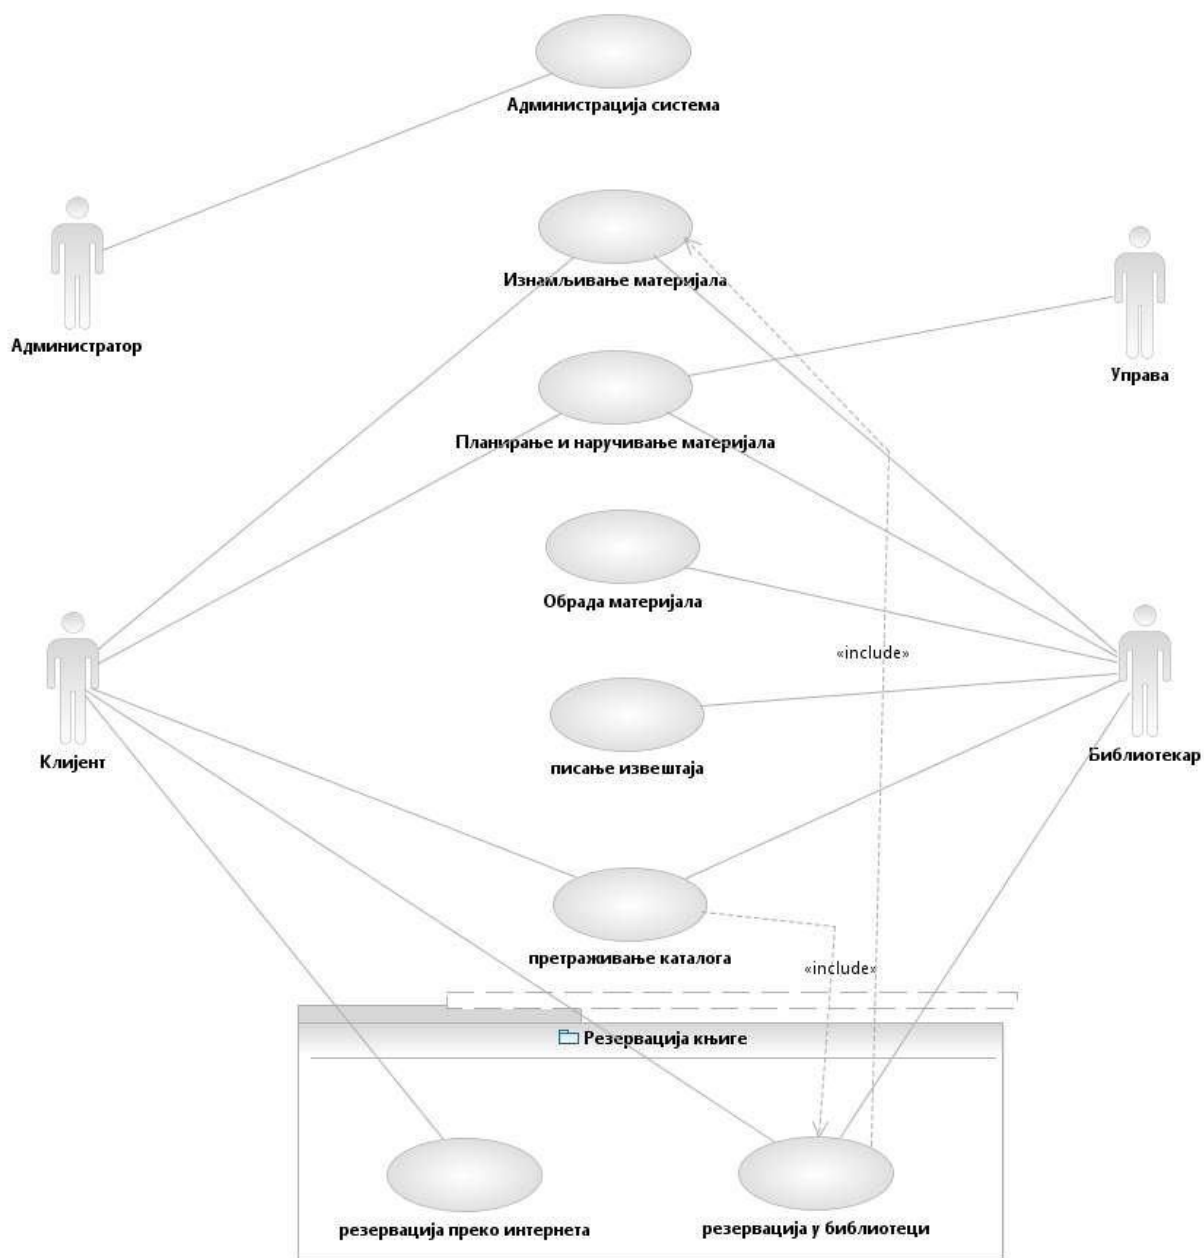 Администрација система
Изнамљивање материјала
Администратор
Управа
Планирање и наручивање материјала
Обрада материјала
«include»
Клијент
Библиотекар
писање извештаја
претраживање каталога
«include»
Резервација књиге
резервација преко интернета
резервација у библиотеци